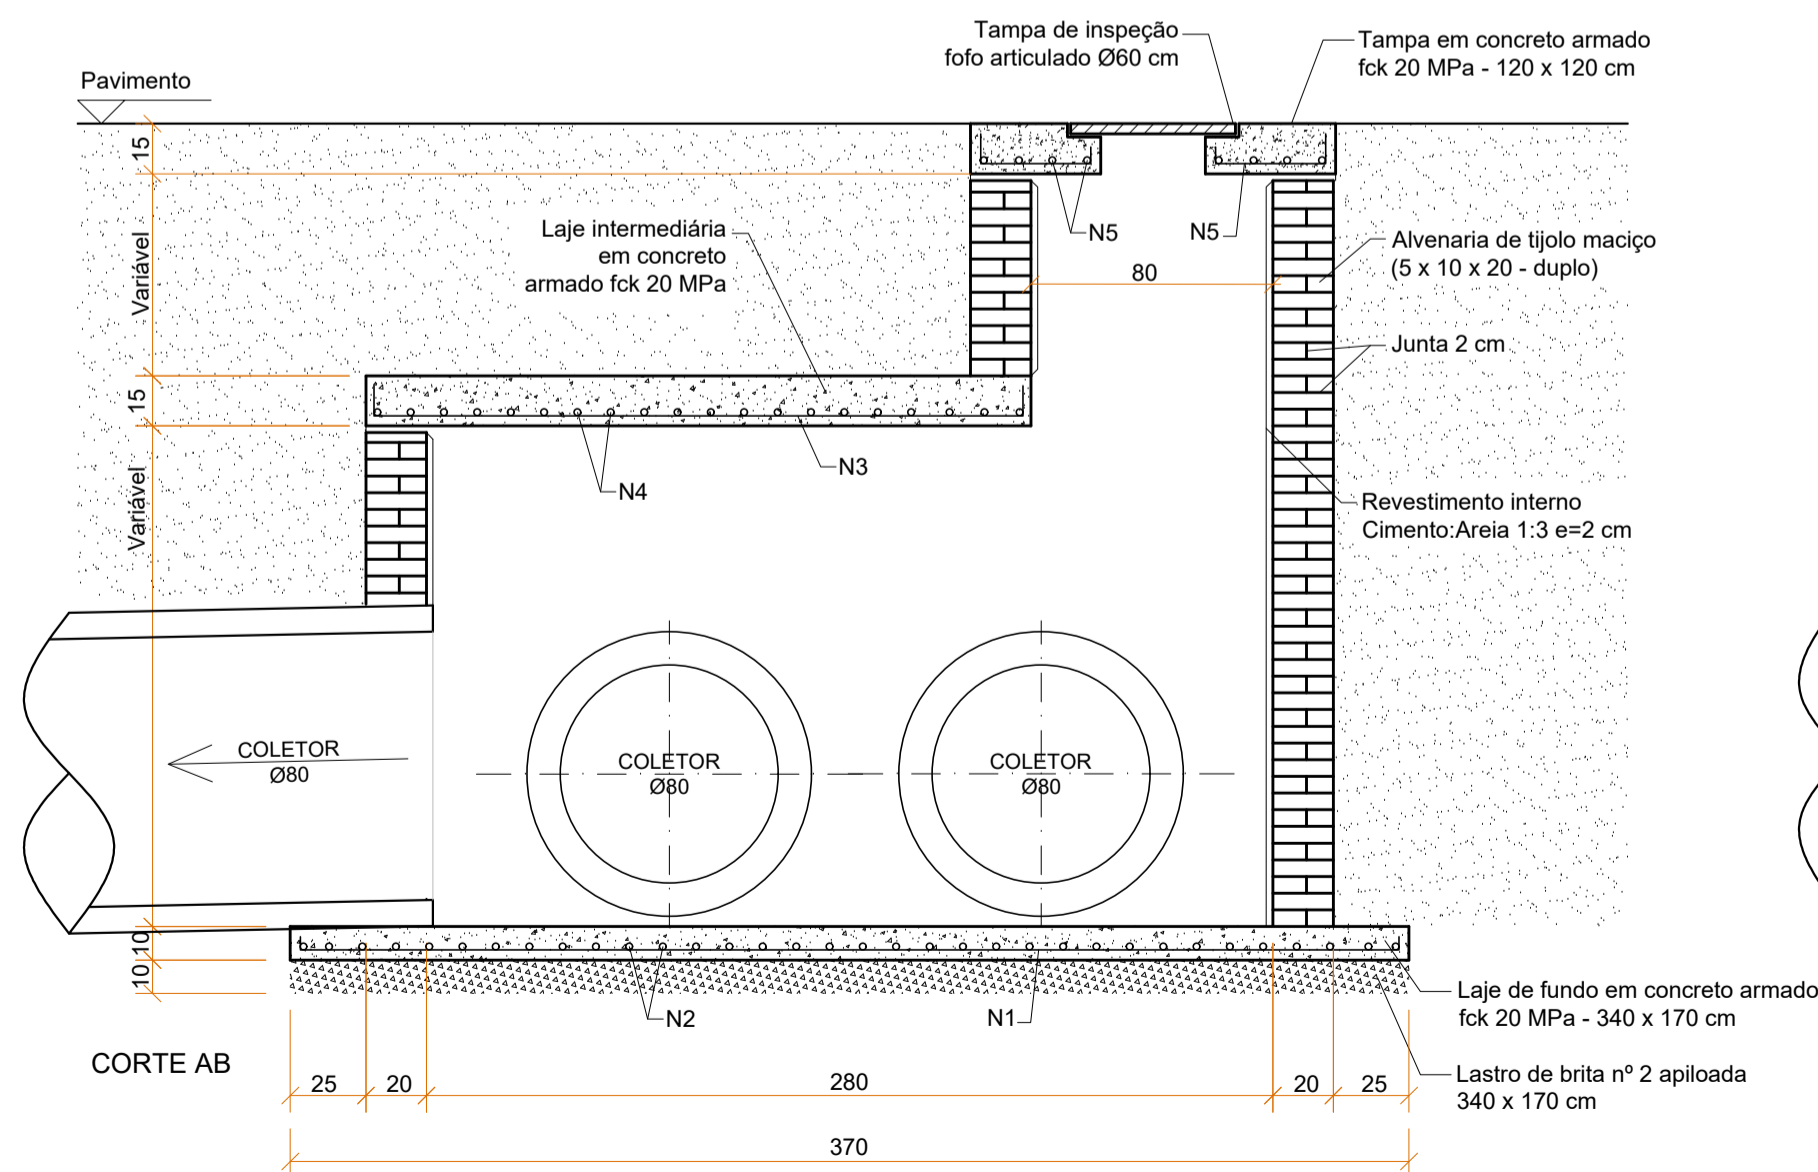 Tampa de inspeção
fofo articulado Ø60 cm
Tampa em concreto armado
fck 20 MPa - 120 x 120 cm
Pavimento
15
Variável
Laje intermediária
em concreto
armado fck 20 MPa
N5
N5
Alvenaria de tijolo maciço
(5 x 10 x 20 - duplo)
80
Junta 2 cm
15
N3
N4
Variável
Revestimento interno
Cimento:Areia 1:3 e=2 cm
COLETOR
Ø80
COLETOR
Ø80
COLETOR
Ø80
10
10
N2
N1
Laje de fundo em concreto armado
fck 20 MPa - 340 x 170 cm
CORTE AB
Lastro de brita nº 2 apiloada
340 x 170 cm
25
20
280
20
25
370